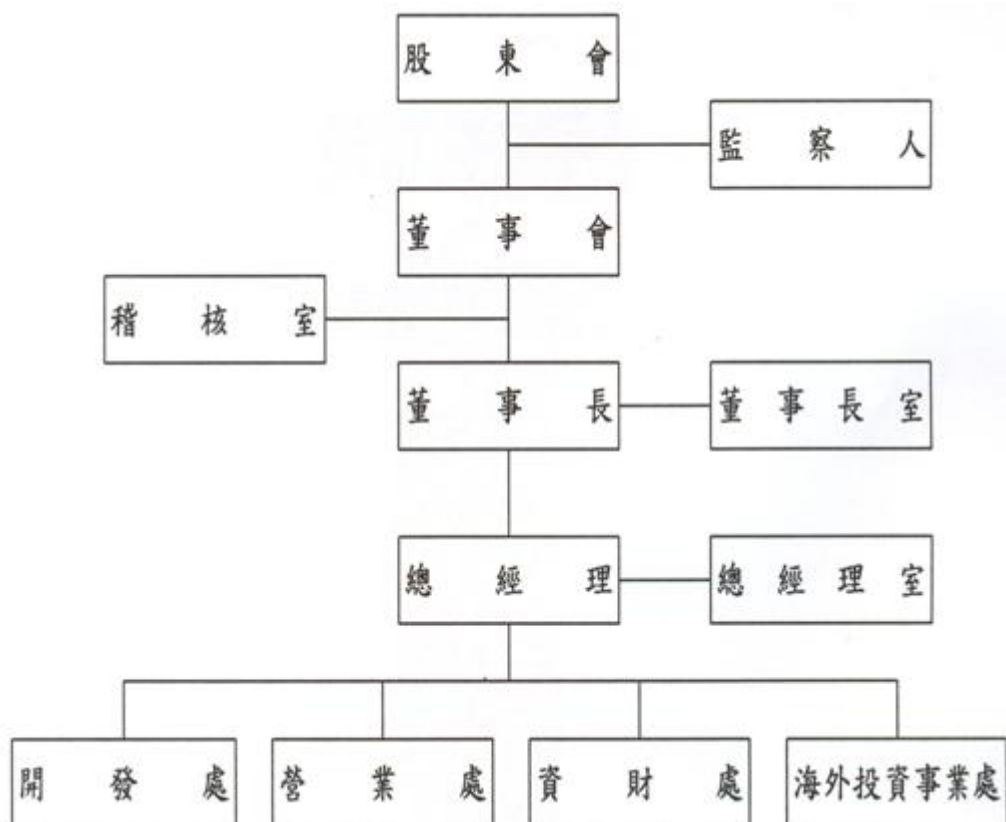 股東會
監察人
董事會
稽核室
董事長
董事長室
總經理
總經理室
開發處
營業處
資財處
海外投資事業處